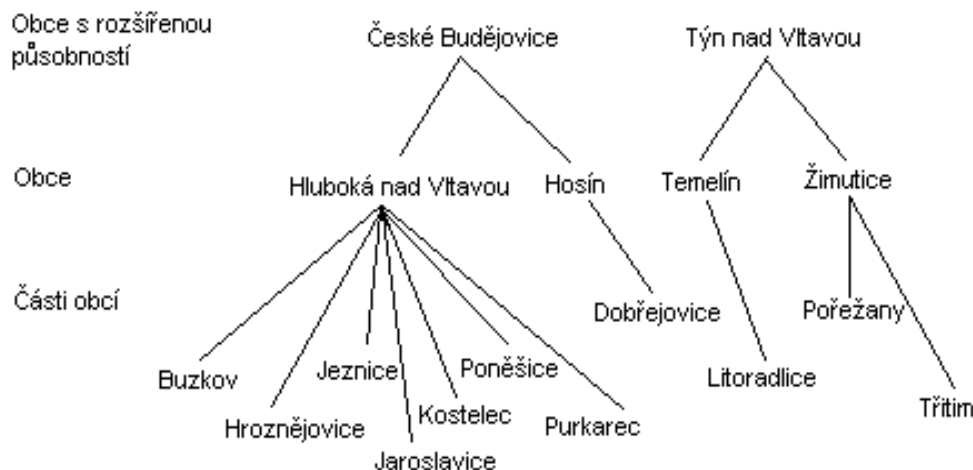 Obce s rozšířenou
působností
České Budějovice
Týn nad Vltavou
Obce
Hluboká nad Vltavou
Hosín
Temelín
Žimutice
Části obcí
Dobřejovice
Pořežany
Buzkov
Jeznice
Poněšice
Litoradlice
Hroznějovice
Kostelec
Purkarec
Třitim
Jaroslavice